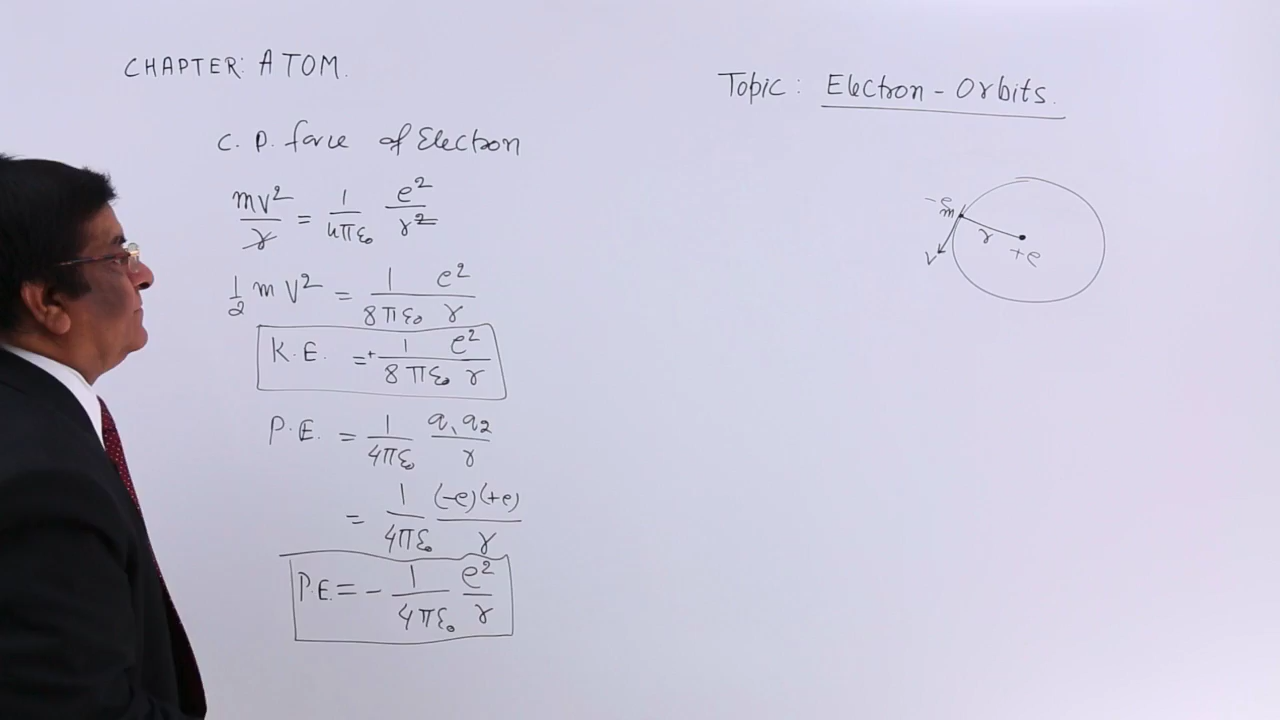 CHAPTER: ATOM.
Topic: Electron - Orbits.
C. P. force of Electron
mv²/r = 1/4πε₀ e²/r²
1/2 m v² = 1/8πε₀ e²/r
K.E. = + 1/8πε₀ e²/r
P.E. = 1/4πε₀ q₁q₂/r
= 1/4πε₀ (-e)(+e)/r
P.E. = - 1/4πε₀ e²/r
-e
m
r
v
+e